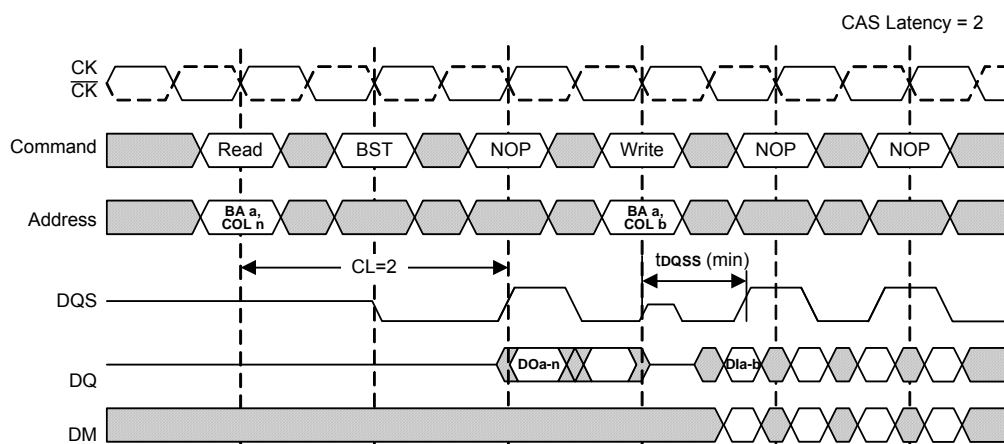 CAS Latency = 2
CK
CK
Command
Read
BST
NOP
Write
NOP
NOP
Address
BA a,
COL n
BA a,
COL b
CL=2
tDQSS (min)
DQS
DQ
DOa-n
DIa-b
DM